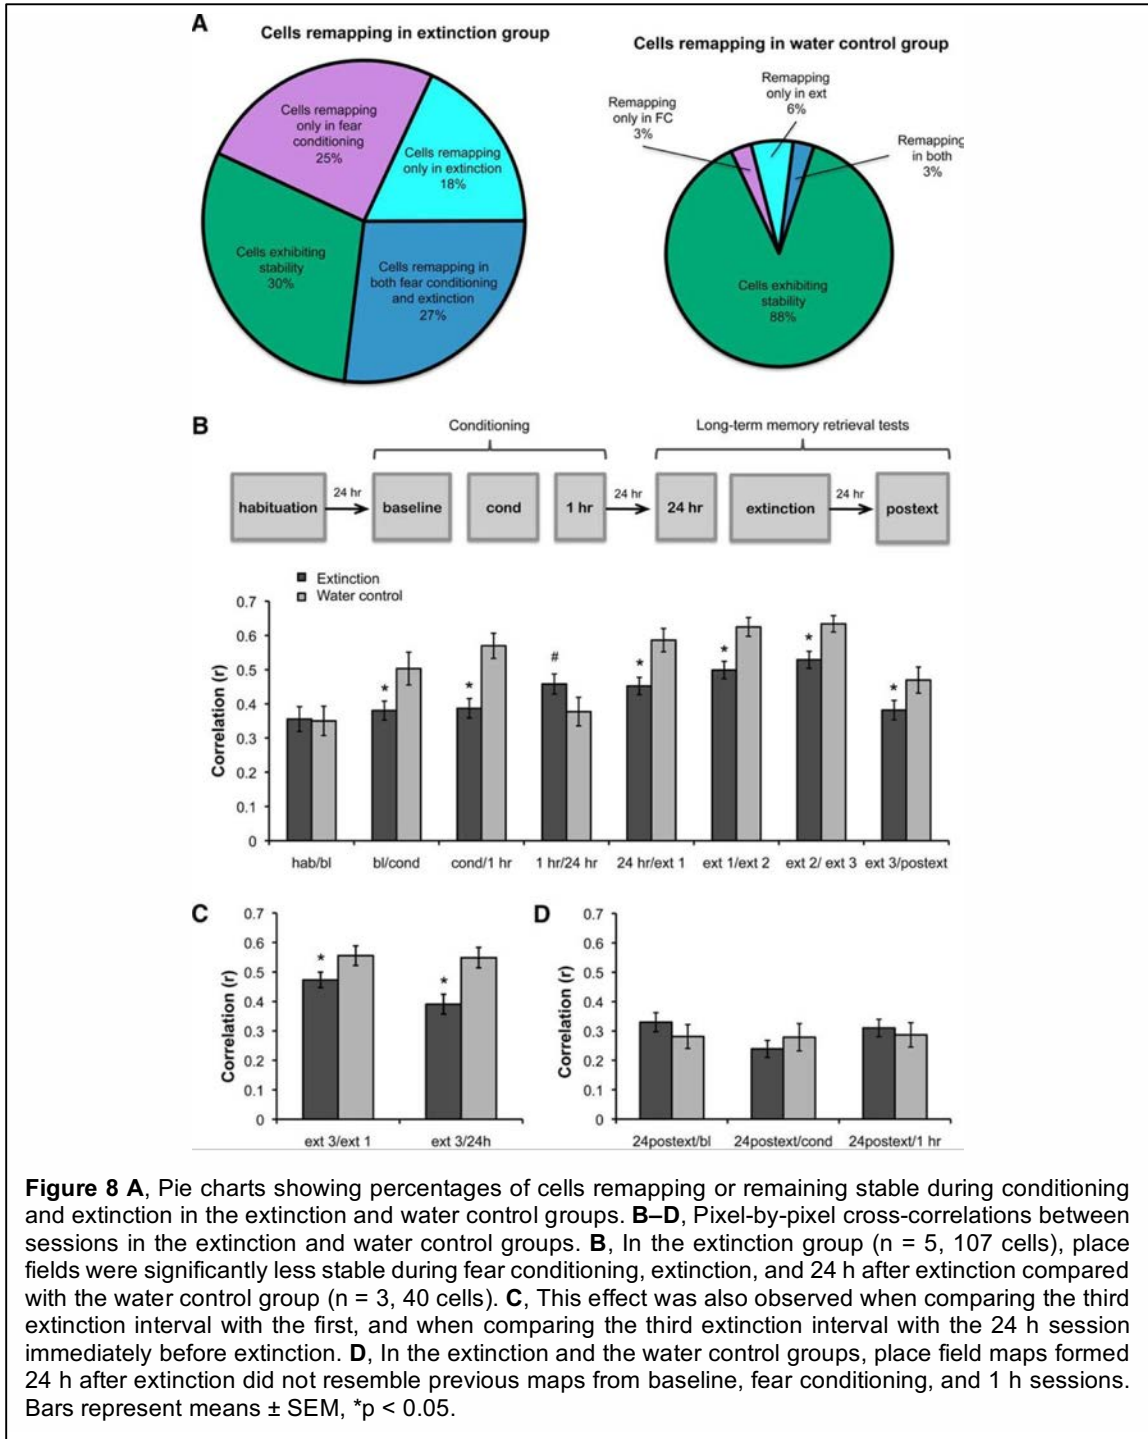 A
Cells remapping in extinction group
Cells remapping
only in fear
conditioning
25%
Cells remapping
only in extinction
18%
Cells exhibiting
stability
30%
Cells remapping in
both fear conditioning
and extinction
27%
Cells remapping in water control group
Remapping
only in FC
3%
Remapping
only in ext
6%
Remapping
in both
3%
Cells exhibiting
stability
88%
B
Conditioning
Long-term memory retrieval tests
habituation
24 hr
baseline
cond
1 hr
24 hr
24 hr
extinction
24 hr
postext
Extinction
Water control
Correlation (r)
0.7
0.6
0.5
0.4
0.3
0.2
0.1
0
* * # * * * *
hab/bl bl/cond cond/1 hr 1 hr/24 hr 24 hr/ext 1 ext 1/ext 2 ext 2/ ext 3 ext 3/postext
C
Correlation (r)
0.7
0.6
0.5
0.4
0.3
0.2
0.1
0
* *
ext 3/ext 1 ext 3/24h
D
Correlation (r)
0.7
0.6
0.5
0.4
0.3
0.2
0.1
0
24postext/bl 24postext/cond 24postext/1 hr
Figure 8 A, Pie charts showing percentages of cells remapping or remaining stable during conditioning
and extinction in the extinction and water control groups. B–D, Pixel-by-pixel cross-correlations between
sessions in the extinction and water control groups. B, In the extinction group (n = 5, 107 cells), place
fields were significantly less stable during fear conditioning, extinction, and 24 h after extinction compared
with the water control group (n = 3, 40 cells). C, This effect was also observed when comparing the third
extinction interval with the first, and when comparing the third extinction interval with the 24 h session
immediately before extinction. D, In the extinction and the water control groups, place field maps formed
24 h after extinction did not resemble previous maps from baseline, fear conditioning, and 1 h sessions.
Bars represent means ± SEM, *p < 0.05.